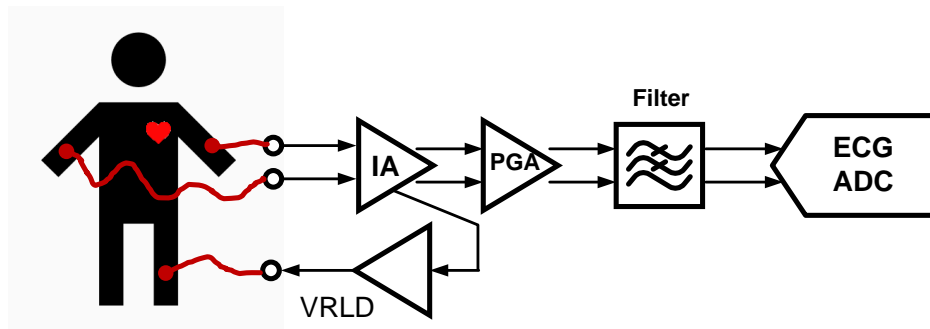 Filter
IA
PGA
ECG
ADC
VRLD